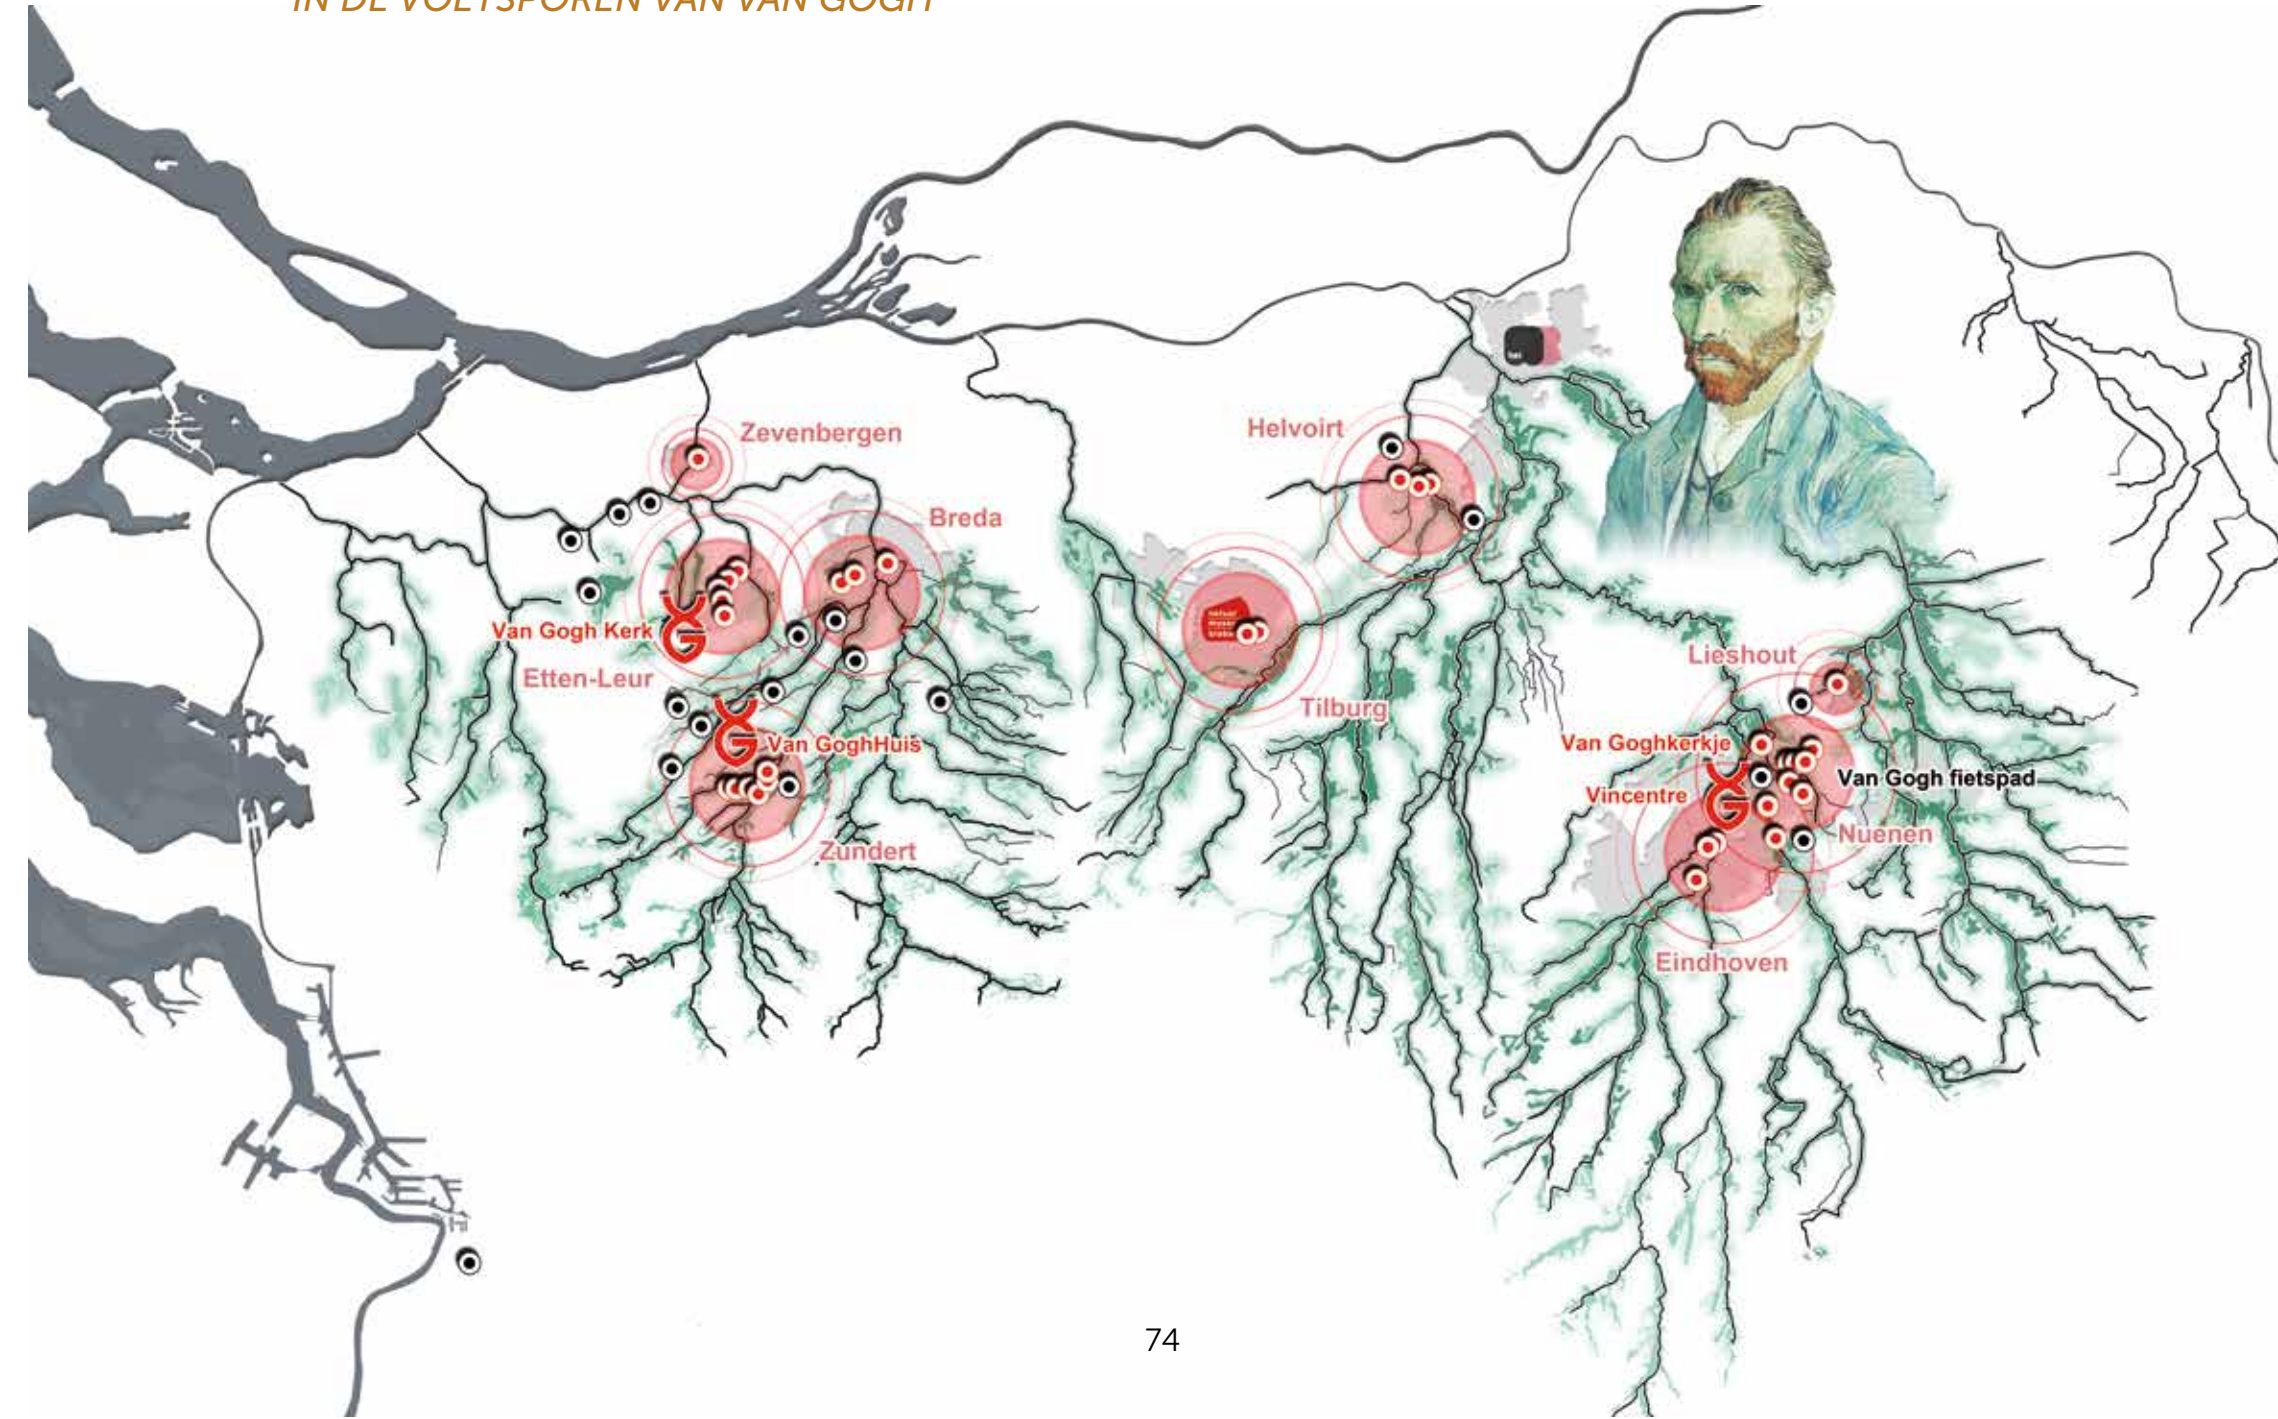 IN DE VOETSPOREN VAN VAN GOGH
Zevenbergen
Helvoirt
Breda
Van Gogh Kerk
Etten-Leur
Lieshout
Tilburg
Van GoghHuis
Van Goghkerkje
Van Gogh fietspad
Vincentre
Nuenen
Zundert
Eindhoven
74